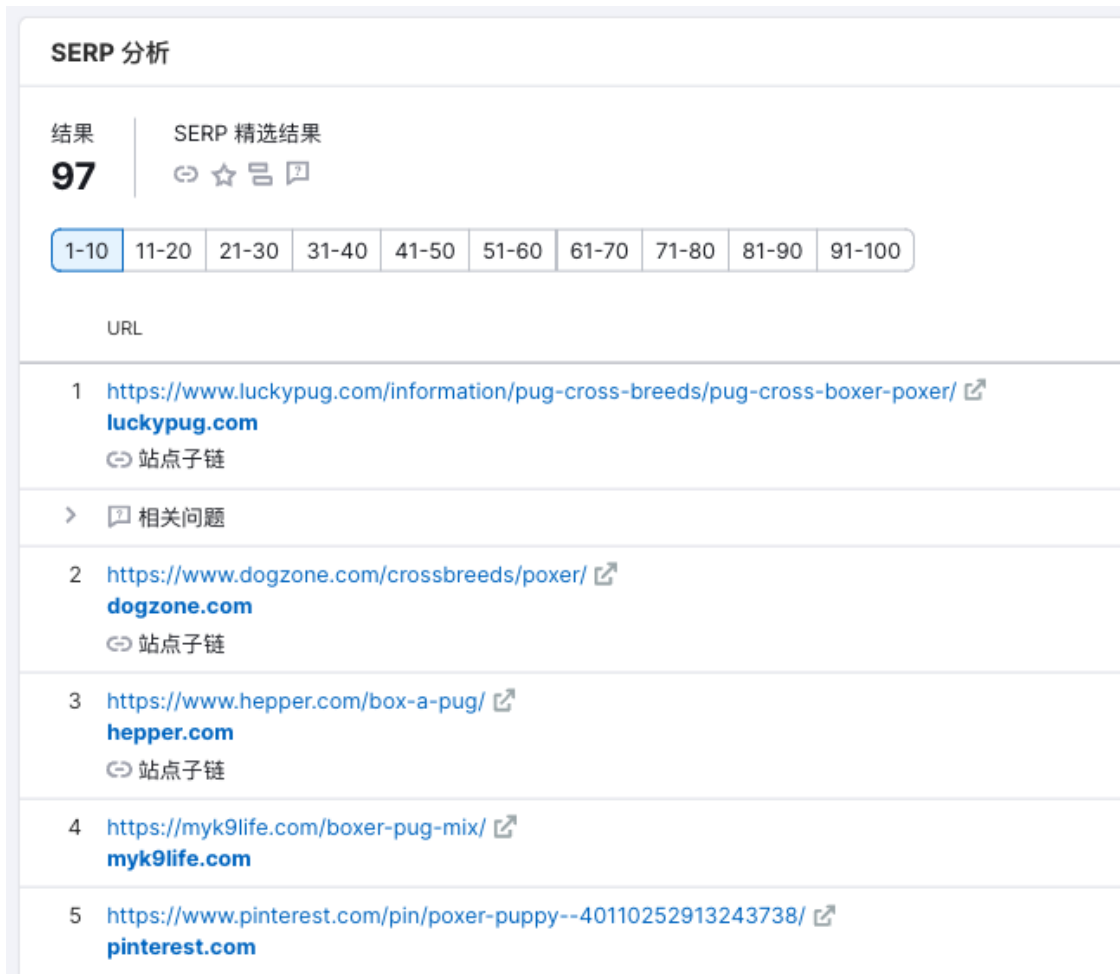 SERP 分析
结果
SERP 精选结果
97
1-10 11-20 21-30 31-40 41-50 51-60 61-70 71-80 81-90 91-100
URL
1 https://www.luckypug.com/information/pug-cross-breeds/pug-cross-boxer-poxer/
luckypug.com
站点子链
相关问题
2 https://www.dogzone.com/crossbreeds/poxer/
dogzone.com
站点子链
3 https://www.hepper.com/box-a-pug/
hepper.com
站点子链
4 https://myk9life.com/boxer-pug-mix/
myk9life.com
5 https://www.pinterest.com/pin/poxer-puppy--40110252913243738/
pinterest.com